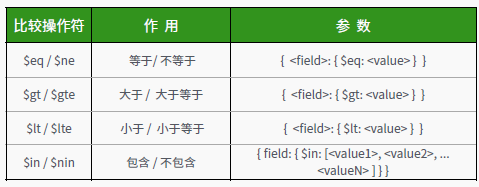 比较操作符 作 用 参 数
$eq / $ne 等于/ 不等于 { <field>: { $eq: <value> } }
$gt / $gte 大于 / 大于等于 { <field>: { $gt: <value> } }
$lt / $lte 小于 / 小于等于 { <field>: { $lt: <value> } }
$in / $nin 包含 / 不包含 { field: { $in: [<value1>, <value2>, ...
<valueN> ] } }